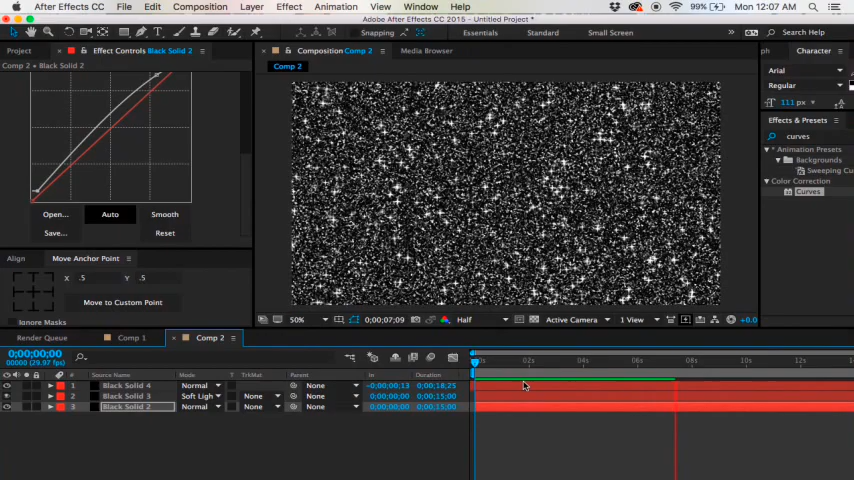 After Effects CC File Edit Composition Layer Effect Animation View Window Help 99% Mon 12:07 AM
Adobe After Effects CC 2015 - Untitled Project *
Snapping Essentials Standard Small Screen Search Help
Project Effect Controls Black Solid 2 Composition Comp 2 Media Browser Character
Comp 2 • Black Solid 2 Comp 2 Arial
Regular
111 px
Effects & Presets
curves
* Animation Presets
Backgrounds
Sweeping Cu
Color Correction
Curves
Open... Auto Smooth
Save... Reset
Align Move Anchor Point
X .5 Y .5
Move to Custom Point
Ignore Masks
50% 0;00;07;09 Half Active Camera 1 View +0.0
Render Queue Comp 1 Comp 2
0;00;00;00
00000 (29.97 fps)
02s 04s 06s 08s 10s 12s
# Source Name Mode T TrkMat Parent In Duration
1 Black Solid 4 Normal None -0;00;00;13 0;00;18;25
2 Black Solid 3 Soft Ligh None None 0;00;00;00 0;00;15;00
3 Black Solid 2 Normal None None 0;00;00;00 0;00;15;00